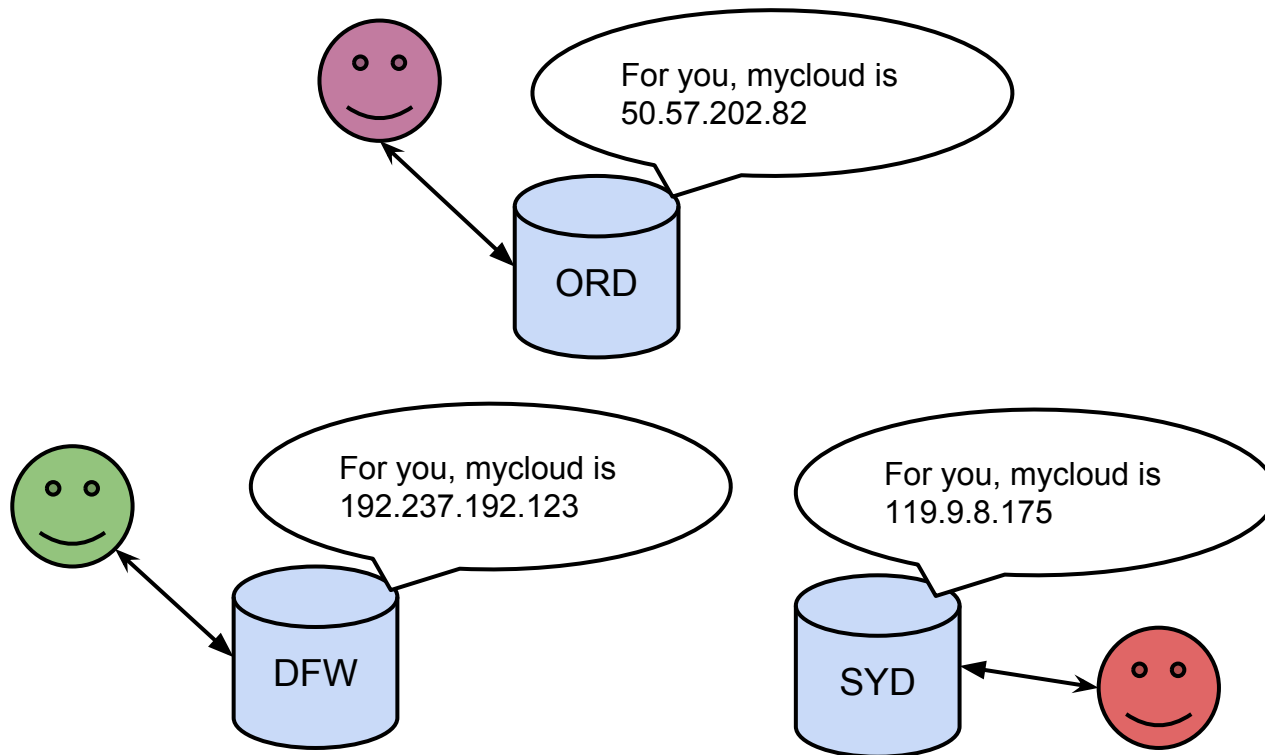 For you, mycloud is
50.57.202.82
ORD
For you, mycloud is
192.237.192.123
DFW
For you, mycloud is
119.9.8.175
SYD